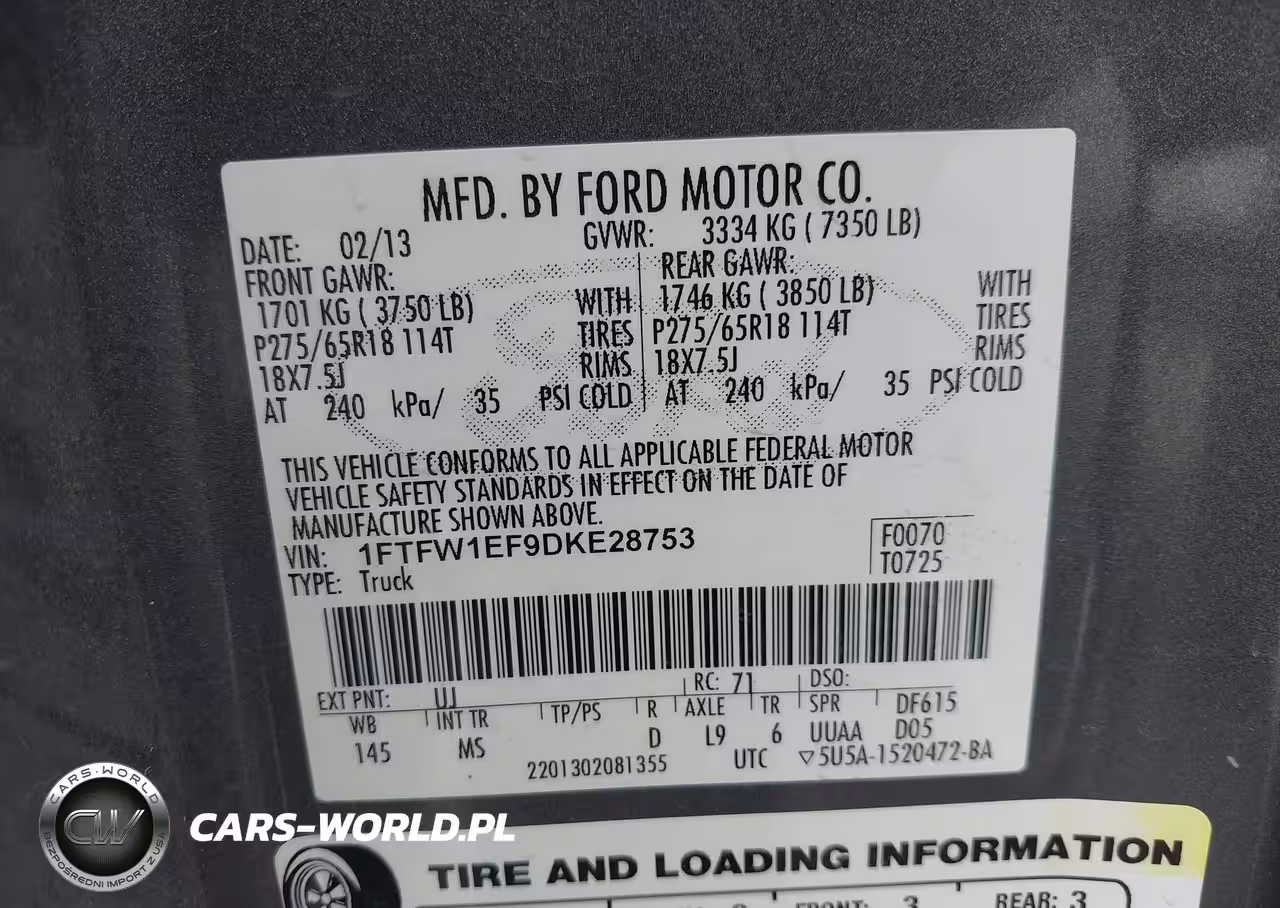 MFD. BY FORD MOTOR CO.
DATE: 02/13 GVWR: 3334 KG ( 7350 LB)
FRONT GAWR: REAR GAWR:
1701 KG ( 3750 LB) WITH 1746 KG ( 3850 LB) WITH
P275/65R18 114T TIRES P275/65R18 114T TIRES
18X7.5J RIMS 18X7.5J RIMS
AT 240 kPa/ 35 PSI COLD AT 240 kPa/ 35 PSI COLD
THIS VEHICLE CONFORMS TO ALL APPLICABLE FEDERAL MOTOR
VEHICLE SAFETY STANDARDS IN EFFECT ON THE DATE OF
MANUFACTURE SHOWN ABOVE.
VIN: 1FTFW1EF9DKE28753 F0070
TYPE: Truck T0725
EXT PNT: UJ RC: 71 DSO:
WB INT TR TP/PS R AXLE TR SPR DF615
145 MS D L9 6 UUAA D05
2201302081355 UTC ▽5U5A-1520472-BA
CARS-WORLD
CW
BEZPOŚREDNI IMPORT Z USA
CARS-WORLD.PL
TIRE AND LOADING INFORMATION
FRONT: 3 REAR: 3